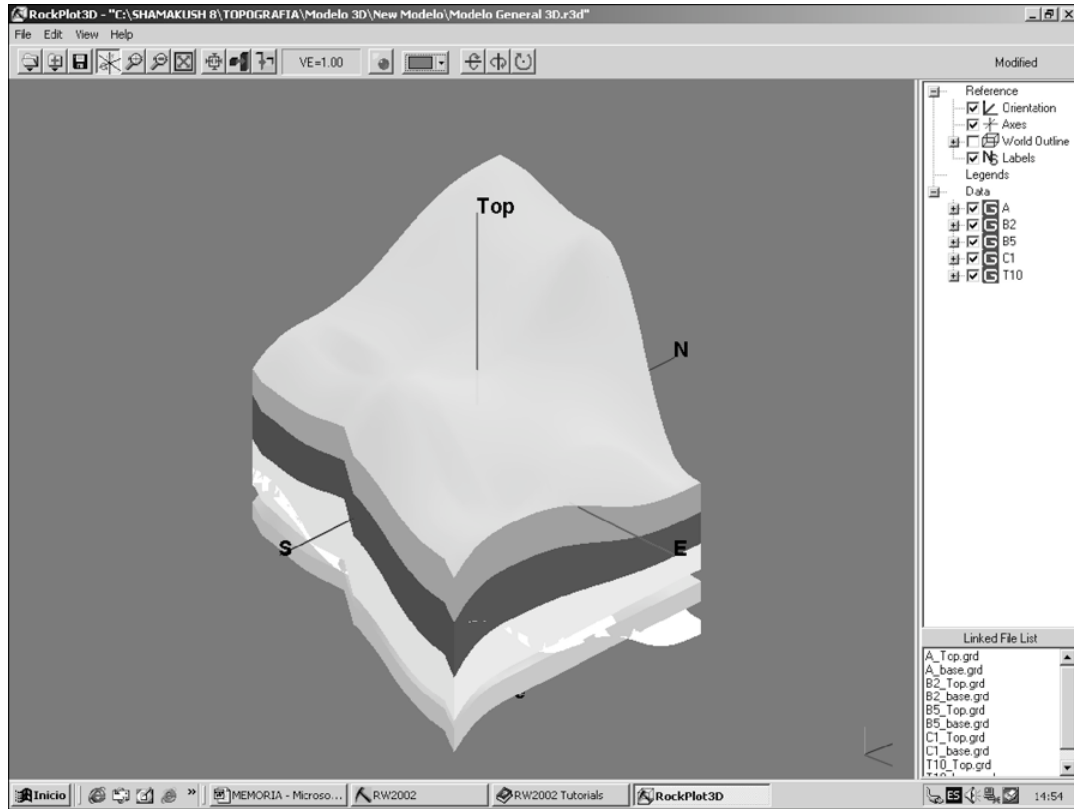 RockPlot3D - "C:\SHAMAKUSH 8\TOPOGRAFIA\Modelo 3D\New Modelo\Modelo General 3D.r3d"
File Edit View Help
VE=1.00
Modified
Reference
Orientation
Axes
World Outline
Labels
Legends
Data
A
B2
B5
C1
T10
Top
N
S
E
Linked File List
A_Top.grd
A_base.grd
B2_Top.grd
B2_base.grd
B5_Top.grd
B5_base.grd
C1_Top.grd
C1_base.grd
T10_Top.grd
Inicio
»
MEMORIA - Microso...
RW2002
RW2002 Tutorials
RockPlot3D
ES
14:54